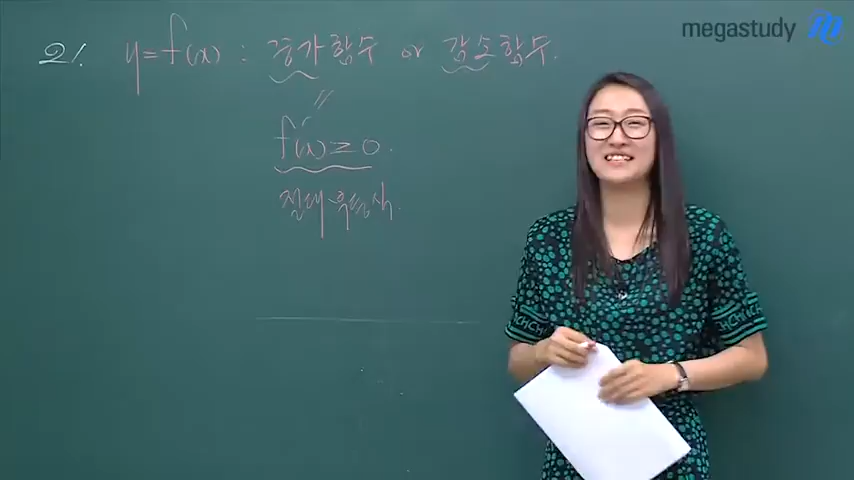 megastudy
21. y=f(x) : 증가함수 or 감소함수.
f'(x)≥0.
절대부등식.